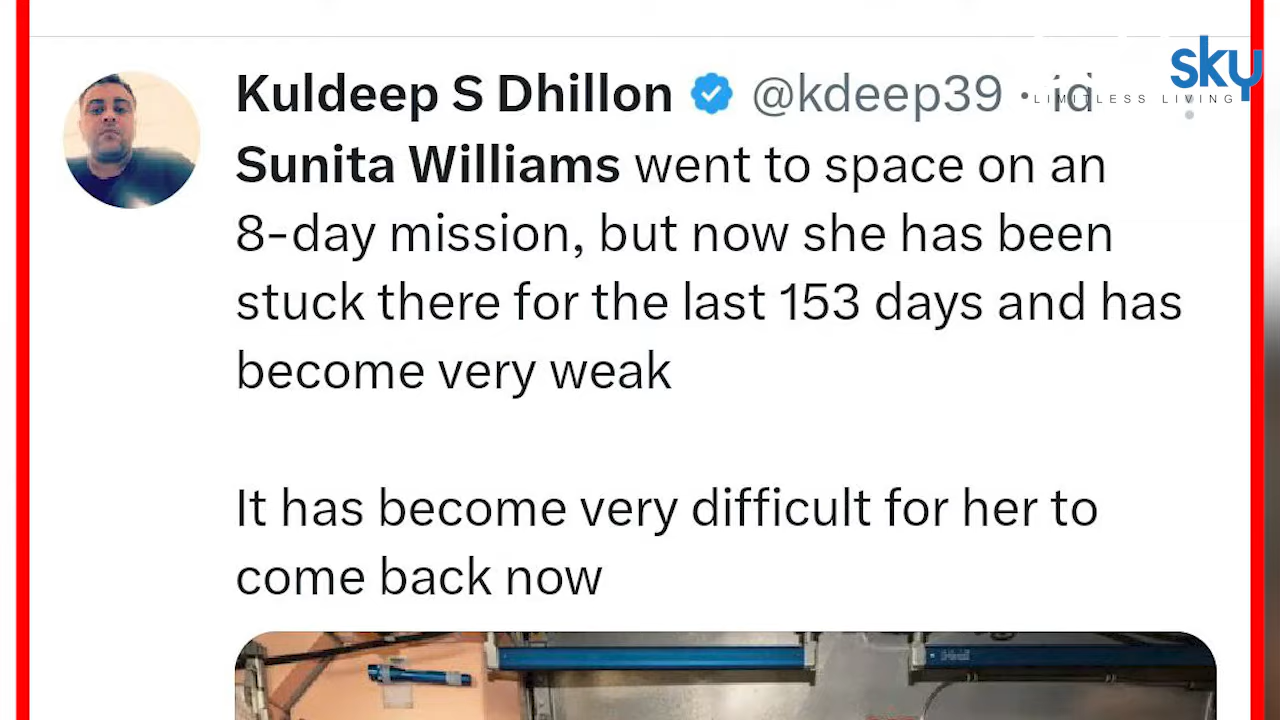 sky
LIMITLESS LIVING
Kuldeep S Dhillon @kdeep39 ·
Sunita Williams went to space on an
8-day mission, but now she has been
stuck there for the last 153 days and has
become very weak
It has become very difficult for her to
come back now